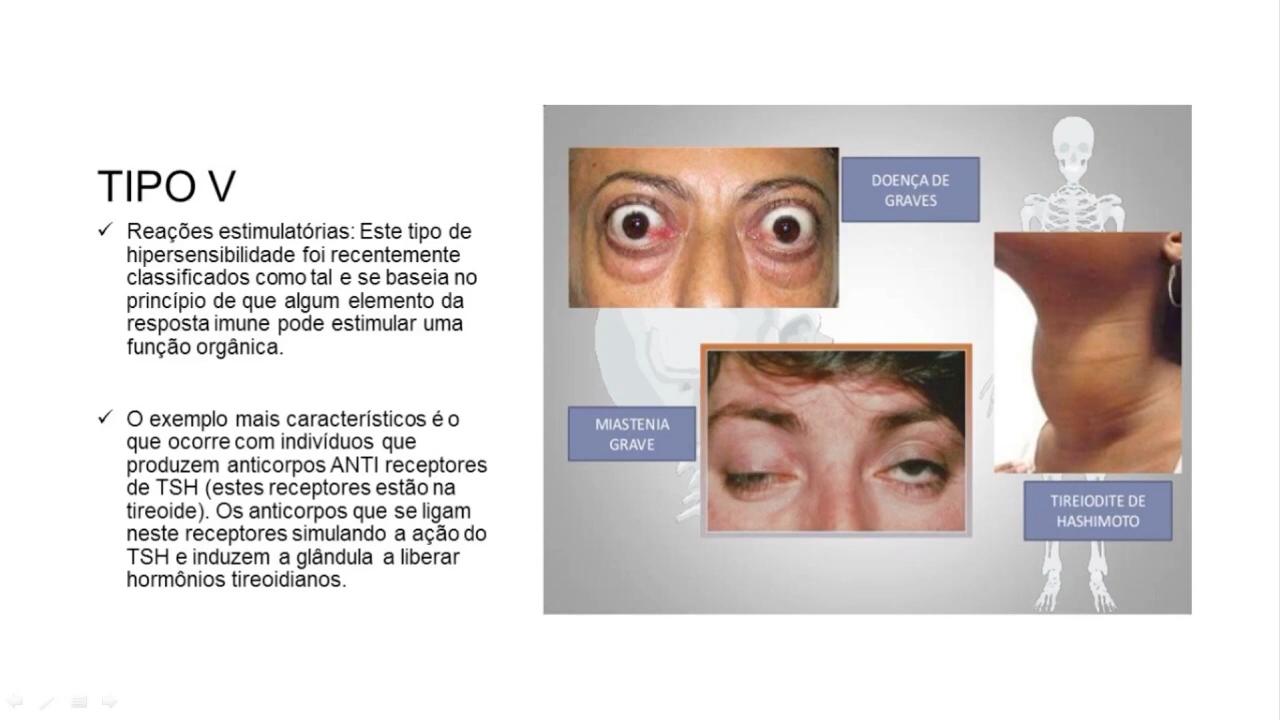 TIPO V
✓ Reações estimulatórias: Este tipo de
hipersensibilidade foi recentemente
classificados como tal e se baseia no
princípio de que algum elemento da
resposta imune pode estimular uma
função orgânica.
✓ O exemplo mais característicos é o
que ocorre com indivíduos que
produzem anticorpos ANTI receptores
de TSH (estes receptores estão na
tireoide). Os anticorpos que se ligam
neste receptores simulando a ação do
TSH e induzem a glândula a liberar
hormônios tireoidianos.
DOENÇA DE
GRAVES
MIASTENIA
GRAVE
TIREIODITE DE
HASHIMOTO